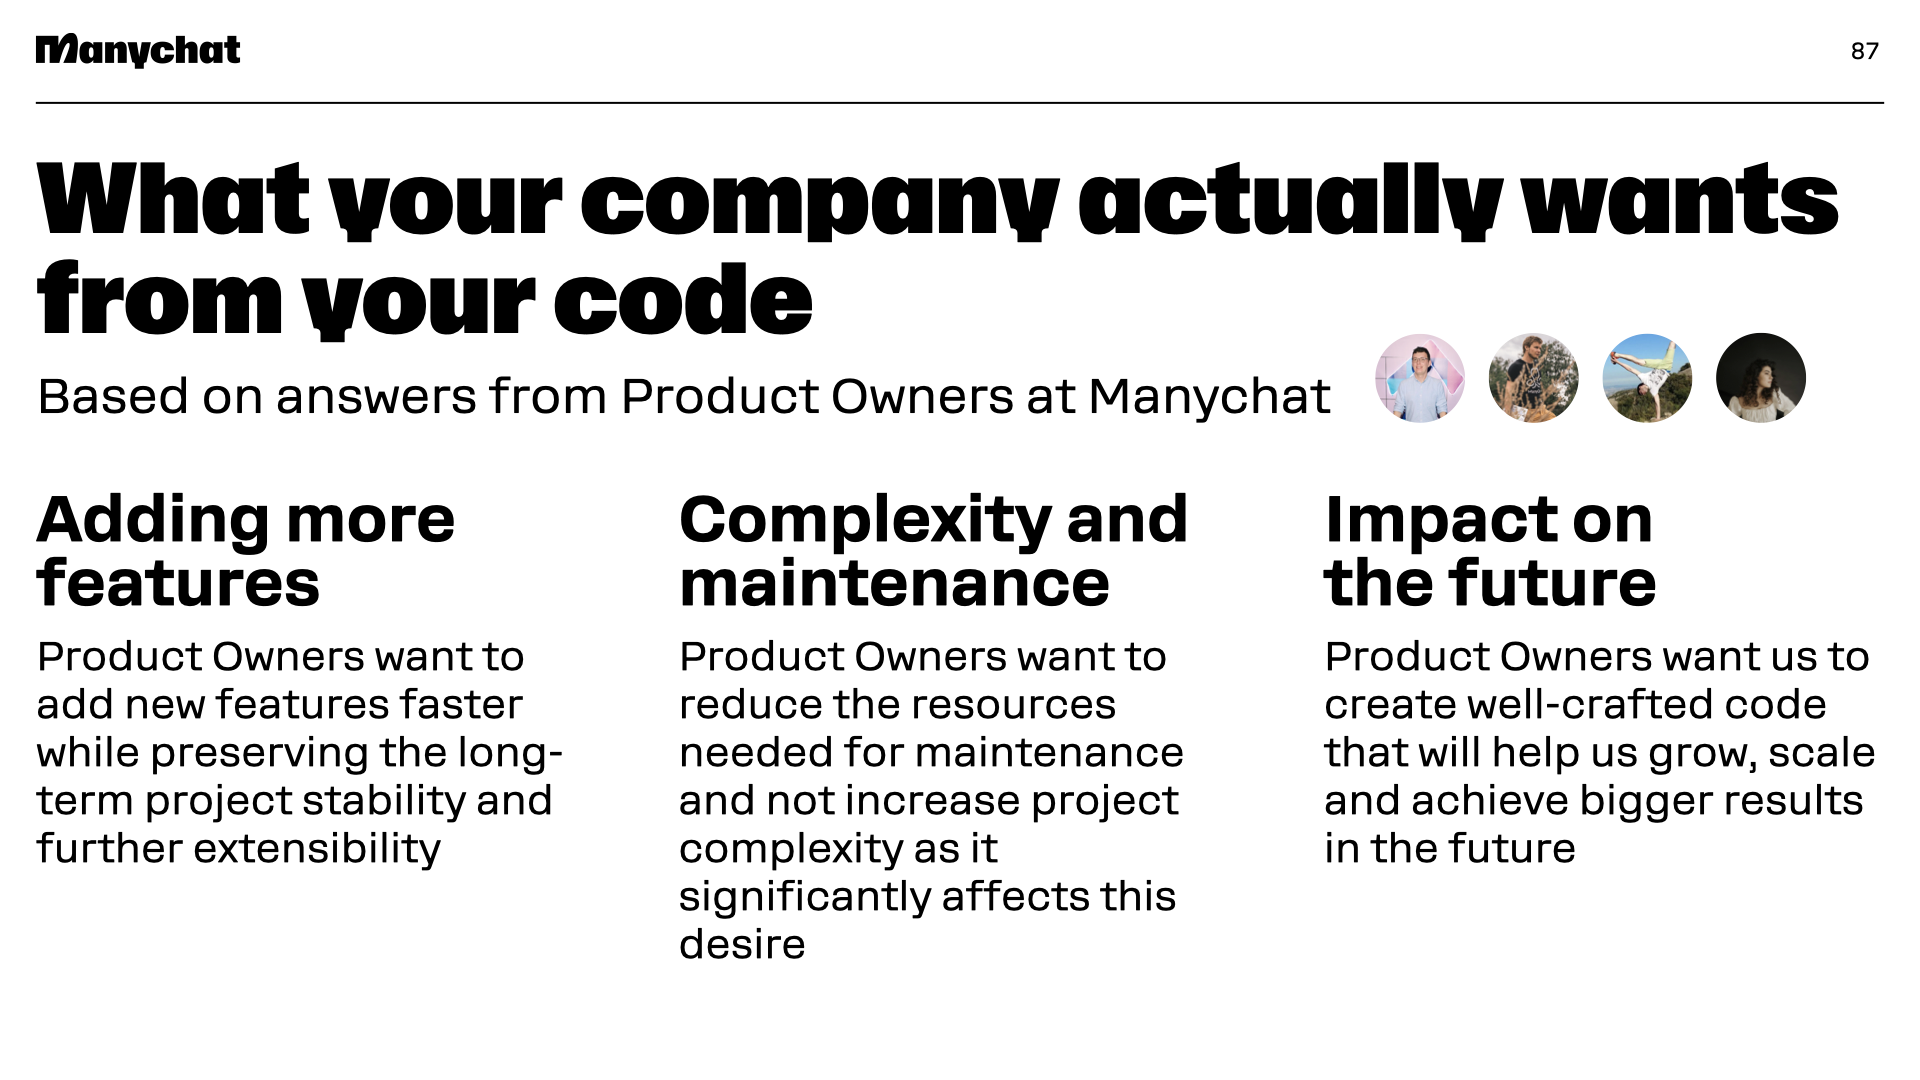 Manychat
87
What your company actually wants
from your code
Based on answers from Product Owners at Manychat
Adding more
features
Product Owners want to
add new features faster
while preserving the long-
term project stability and
further extensibility
Complexity and
maintenance
Product Owners want to
reduce the resources
needed for maintenance
and not increase project
complexity as it
significantly affects this
desire
Impact on
the future
Product Owners want us to
create well-crafted code
that will help us grow, scale
and achieve bigger results
in the future